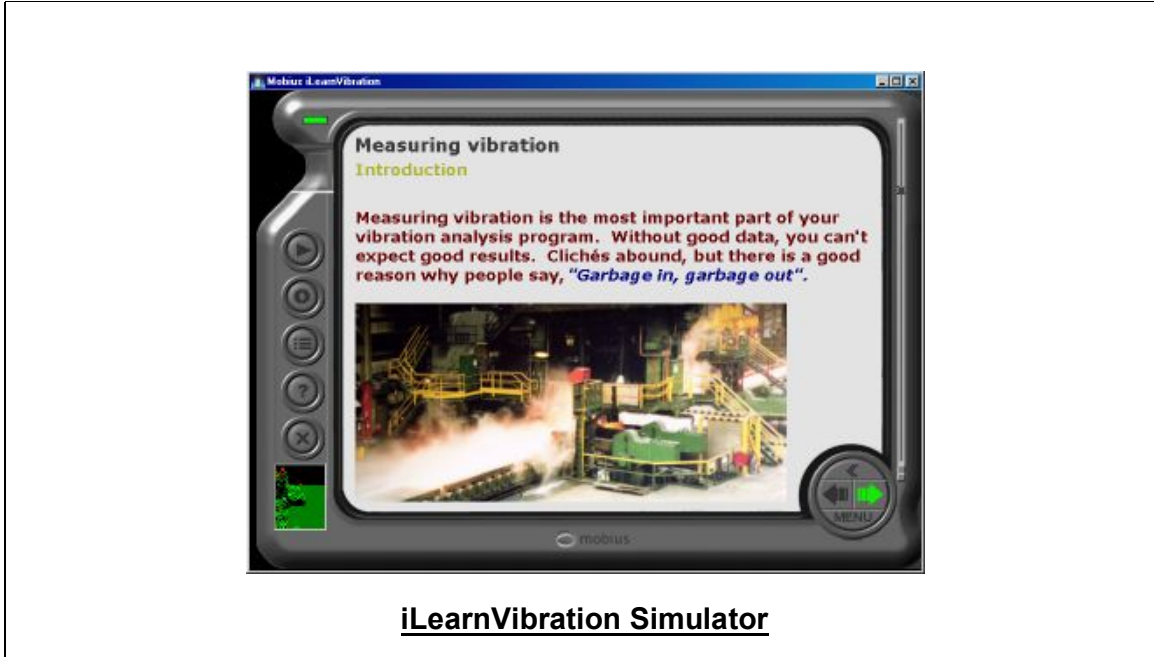 Mobius iLearnVibration
Measuring vibration
Introduction
Measuring vibration is the most important part of your
vibration analysis program.  Without good data, you can't
expect good results.  Clichés abound, but there is a good
reason why people say, "Garbage in, garbage out".
MENU
mobius
iLearnVibration Simulator